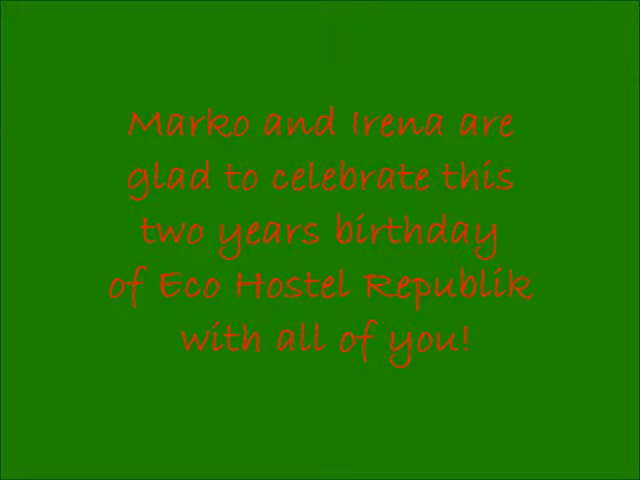 Marko and Irena are
glad to celebrate this
two years birthday
of Eco Hostel Republik
with all of you!